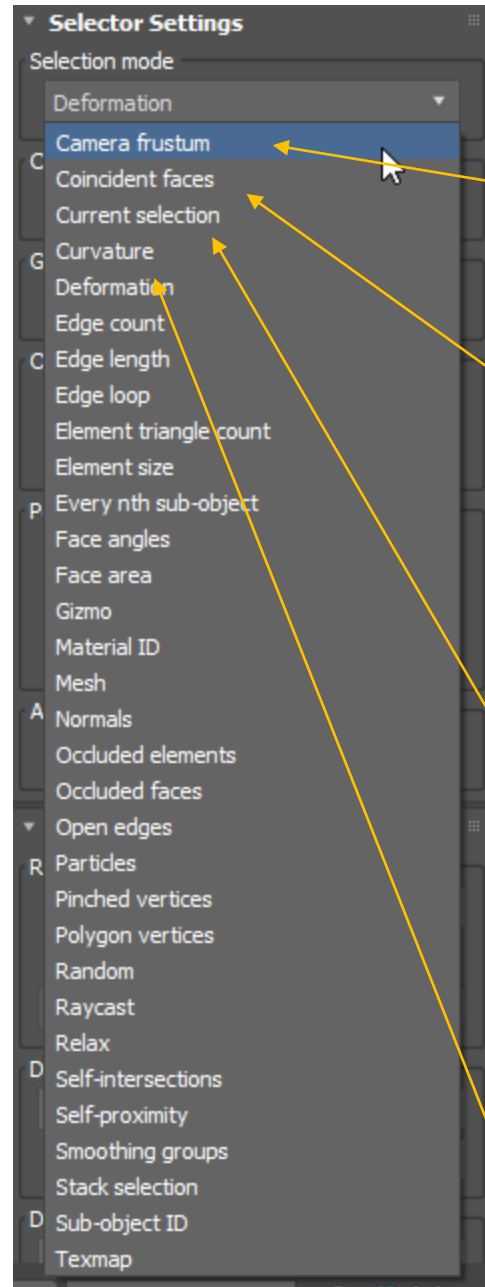 Selector Settings
Selection mode
Deformation
Camera frustum
C
Coincident faces
Current selection
G
Curvature
Deformation
Edge count
O
Edge length
Edge loop
Element triangle count
Element size
P
Every nth sub-object
Face angles
Face area
Gizmo
Material ID
Mesh
A
Normals
Occluded elements
Occluded faces
Open edges
R
Particles
Pinched vertices
Polygon vertices
Random
Raycast
Relax
D
Self-intersections
Self-proximity
Smoothing groups
Stack selection
D
Sub-object ID
Texmap